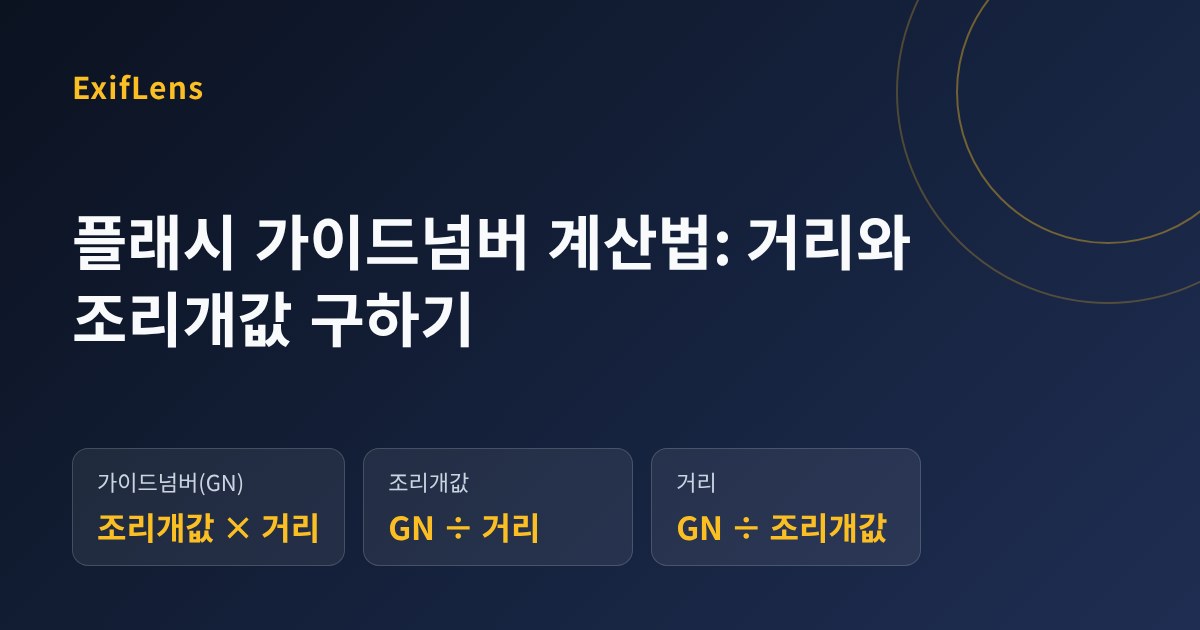 ExifLens
플래시 가이드넘버 계산법: 거리와
조리개값 구하기
가이드넘버(GN)
조리개값 × 거리
조리개값
GN ÷ 거리
거리
GN ÷ 조리개값